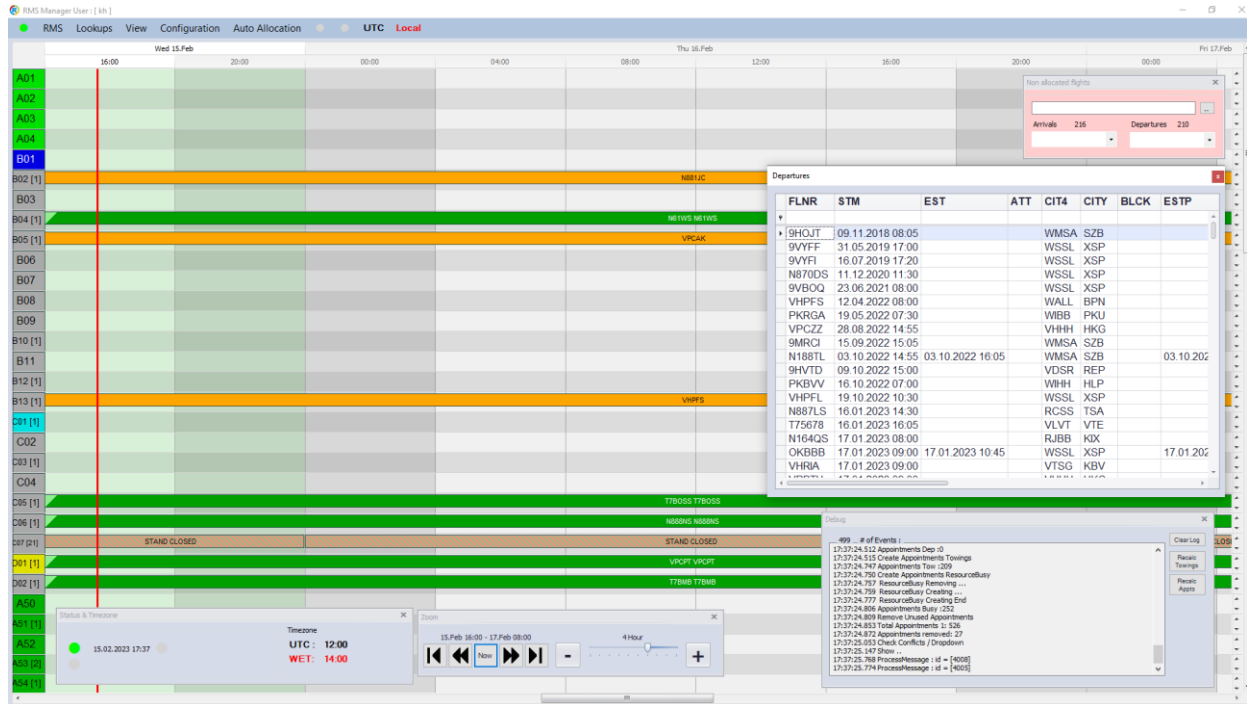 RMS Manager User : [ kh ]
RMS Lookups View Configuration Auto Allocation UTC Local
Wed 15.Feb Thu 16.Feb Fri 17.Feb
16:00 20:00 00:00 04:00 08:00 12:00 16:00 20:00 00:00
A01
A02
A03
A04
B01
B02 [1] N881JC
B03
B04 [1] N61WS N61WS
B05 [1] VPCAK
B06
B07
B08
B09
B10 [1]
B11
B12 [1]
B13 [1] VHPFS
C01 [1]
C02
C03 [1]
C04
C05 [1] T7BOSS T7BOSS
C06 [1] N888NS N888NS
C07 [21] STAND CLOSED STAND CLOSED
D01 [1] VPCPT VPCPT
D02 [1] T7BMB T7BMB
A50
A51 [1]
A52
A53 [2]
A54 [1]
Non allocated flights
..
Arrivals 216 Departures 210
Departures
FLNR STM EST ATT CIT4 CITY BLCK ESTP
9HOJT 09.11.2018 08:05 WMSA SZB
9VYFF 31.05.2019 17:00 WSSL XSP
9VYFI 16.07.2019 17:20 WSSL XSP
N870DS 11.12.2020 11:30 WSSL XSP
9VBOQ 23.06.2021 08:00 WSSL XSP
VHPFS 12.04.2022 08:00 WALL BPN
PKRGA 19.05.2022 07:30 WIBB PKU
VPCZZ 28.08.2022 14:55 VHHH HKG
9MRCI 15.09.2022 15:05 WMSA SZB
N188TL 03.10.2022 14:55 03.10.2022 16:05 WMSA SZB 03.10.202
9HVTD 09.10.2022 15:00 VDSR REP
PKBVV 16.10.2022 07:00 WIHH HLP
VHPFL 19.10.2022 10:30 WSSL XSP
N887LS 16.01.2023 14:30 RCSS TSA
T75678 16.01.2023 16:05 VLVT VTE
N164QS 17.01.2023 08:00 RJBB KIX
OKBBB 17.01.2023 09:00 17.01.2023 10:45 WSSL XSP 17.01.202
VHRIA 17.01.2023 09:00 VTSG KBV
Status & Timezone
15.02.2023 17:37
Timezone
UTC : 12:00
WET: 14:00
Zoom
15.Feb 16:00 - 17.Feb 08:00 4 Hour
Now - +
Debug
499 .. # of Events : Clear Log
17:37:24.512 Appointments Dep :0
17:37:24.515 Create Appointments Towings
17:37:24.747 Appointments Tow :209
17:37:24.750 Create Appointments ResourceBusy
17:37:24.757 ResourceBusy Removing ...
17:37:24.759 ResourceBusy Creating ...
17:37:24.777 ResourceBusy Creating End
17:37:24.806 Appointments Busy :252
17:37:24.809 Remove Unused Appointments
17:37:24.853 Total Appointments 1: 526
17:37:24.872 Appointments removed: 27
17:37:25.053 Check Conflicts / Dropdown
17:37:25.147 Show ..
17:37:25.768 ProcessMessage : id = [4008]
17:37:25.774 ProcessMessage : id = [4005]
Recalc
Towings
Recalc
Appts